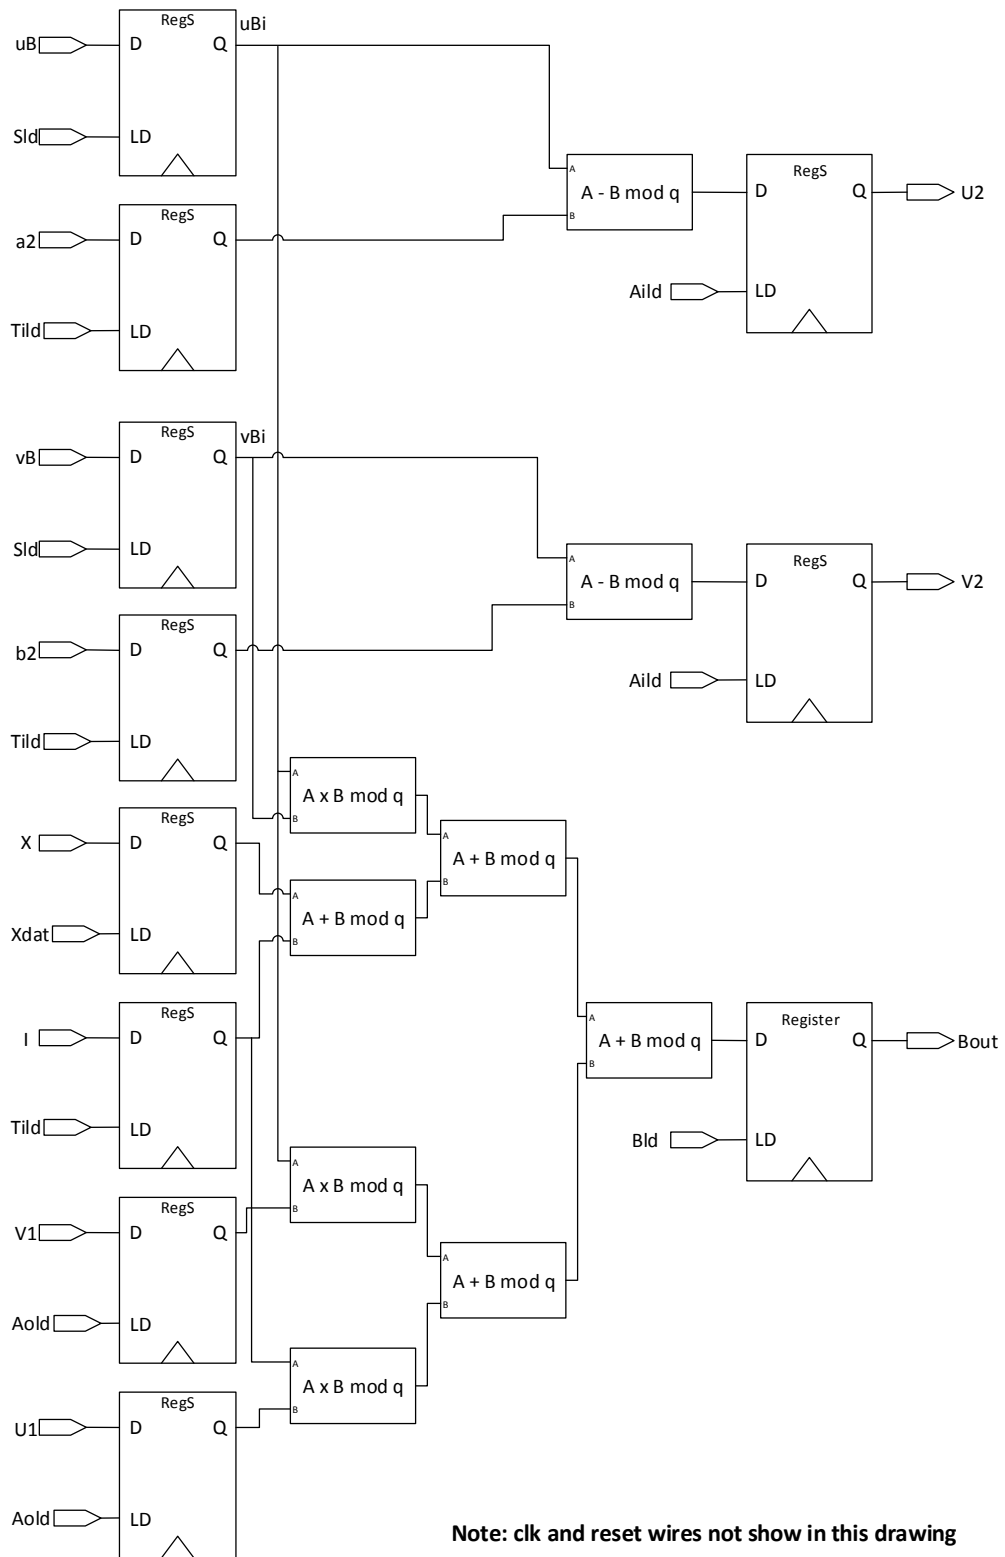 RegS
uBi
uB
D
Q
Sld
LD
A
A - B mod q
B
RegS
D
Q
U2
Aild
LD
RegS
a2
D
Q
Tild
LD
RegS
vBi
vB
D
Q
Sld
LD
A
A - B mod q
B
RegS
D
Q
V2
Aild
LD
b2
D
Q
Tild
LD
A
A x B mod q
B
RegS
X
D
Q
Xdat
LD
A
A + B mod q
B
A
A + B mod q
B
RegS
I
D
Q
Tild
LD
A
A + B mod q
B
Register
D
Q
Bout
Bld
LD
A
A x B mod q
B
RegS
V1
D
Q
Aold
LD
A
A + B mod q
B
A
A x B mod q
B
RegS
U1
D
Q
Aold
LD
Note: clk and reset wires not show in this drawing